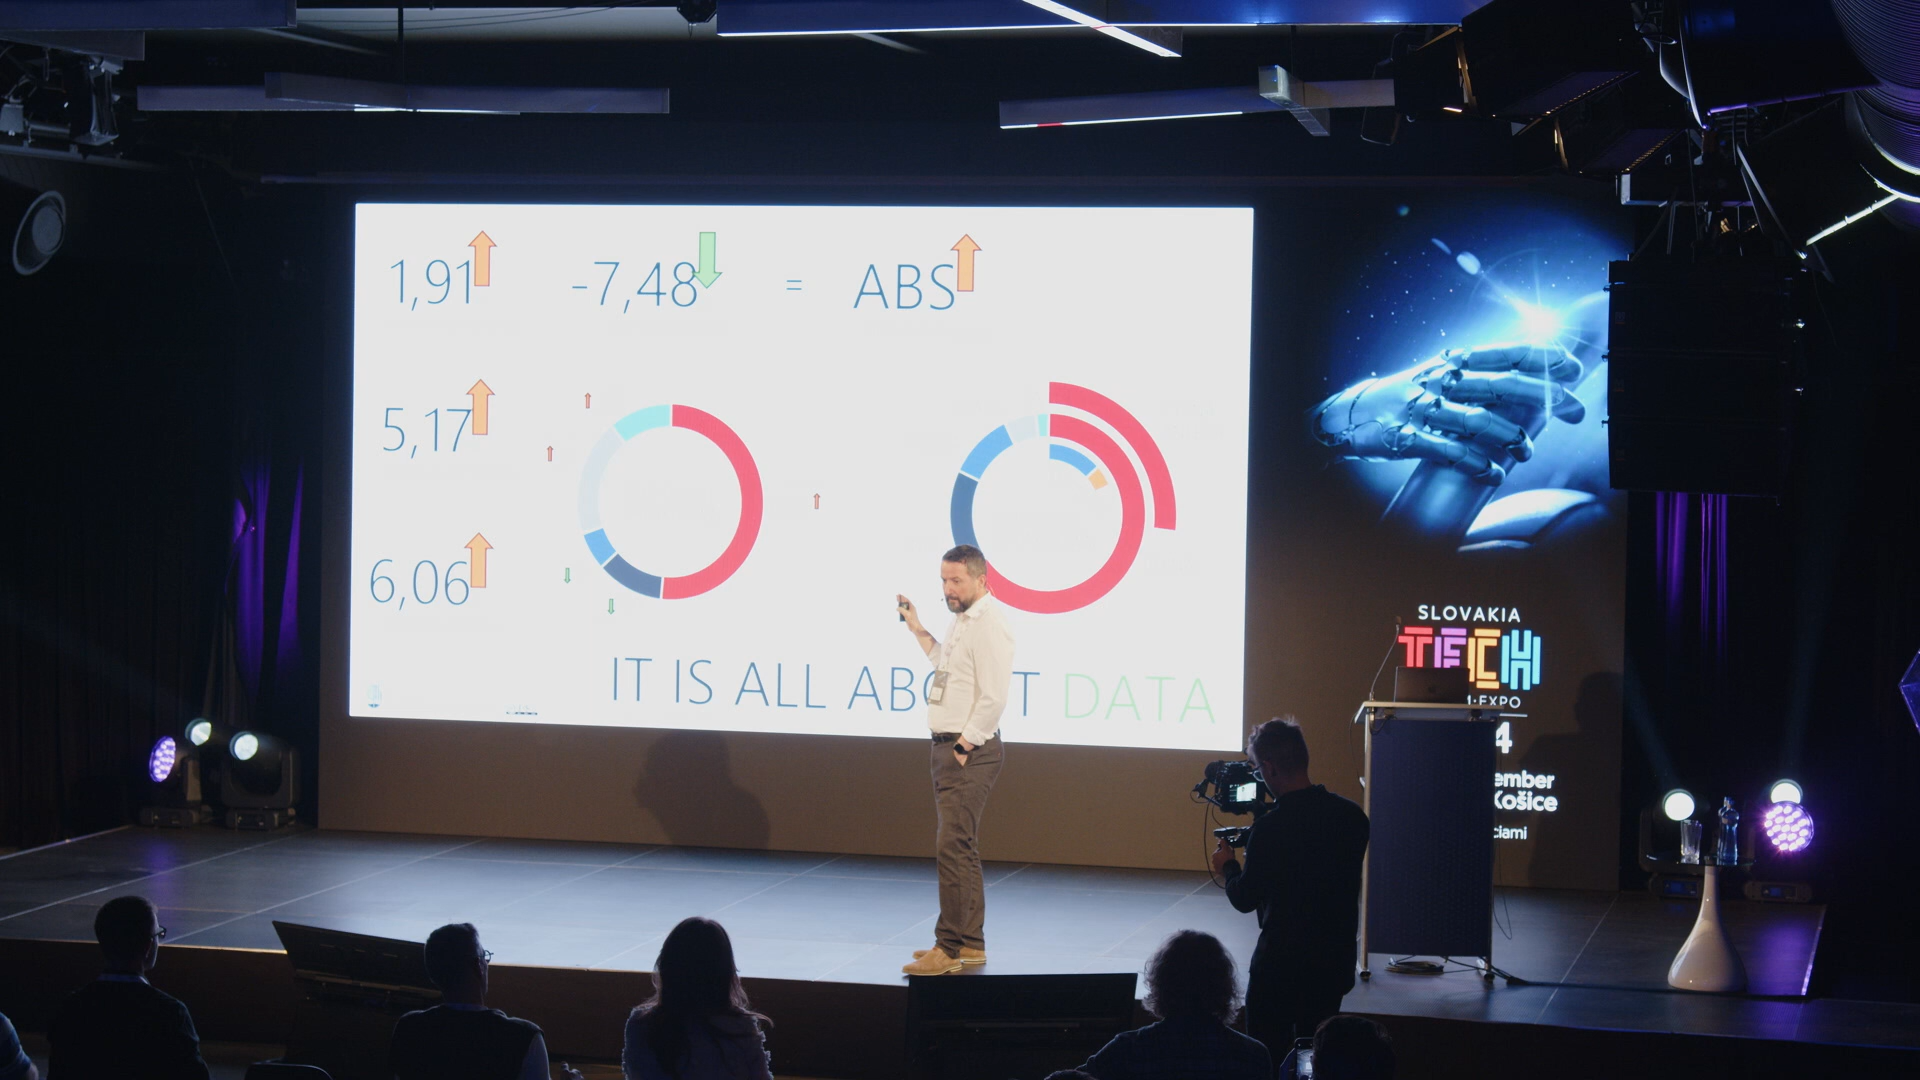 1,91 -7,48 = ABS
5,17
6,06
IT IS ALL ABO T DATA
SLOVAKIA
TECH
M·EXPO
4
ember
Košice
ciami